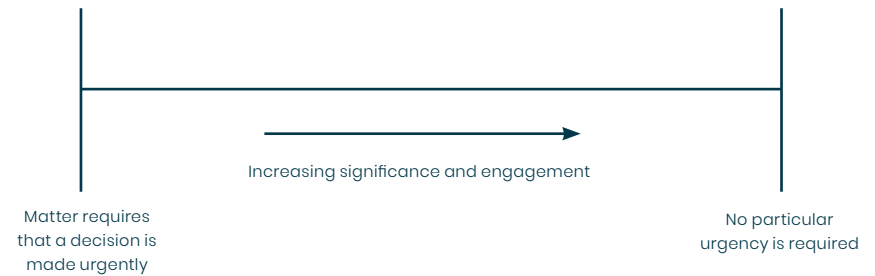 Increasing significance and engagement
Matter requires
that a decision is
made urgently
No particular
urgency is required